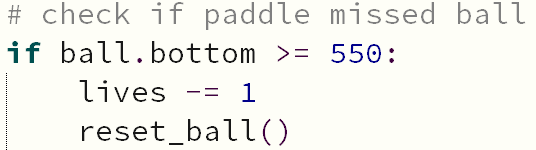 # check if paddle missed ball
if ball.bottom >= 550:
    lives -= 1
    reset_ball()